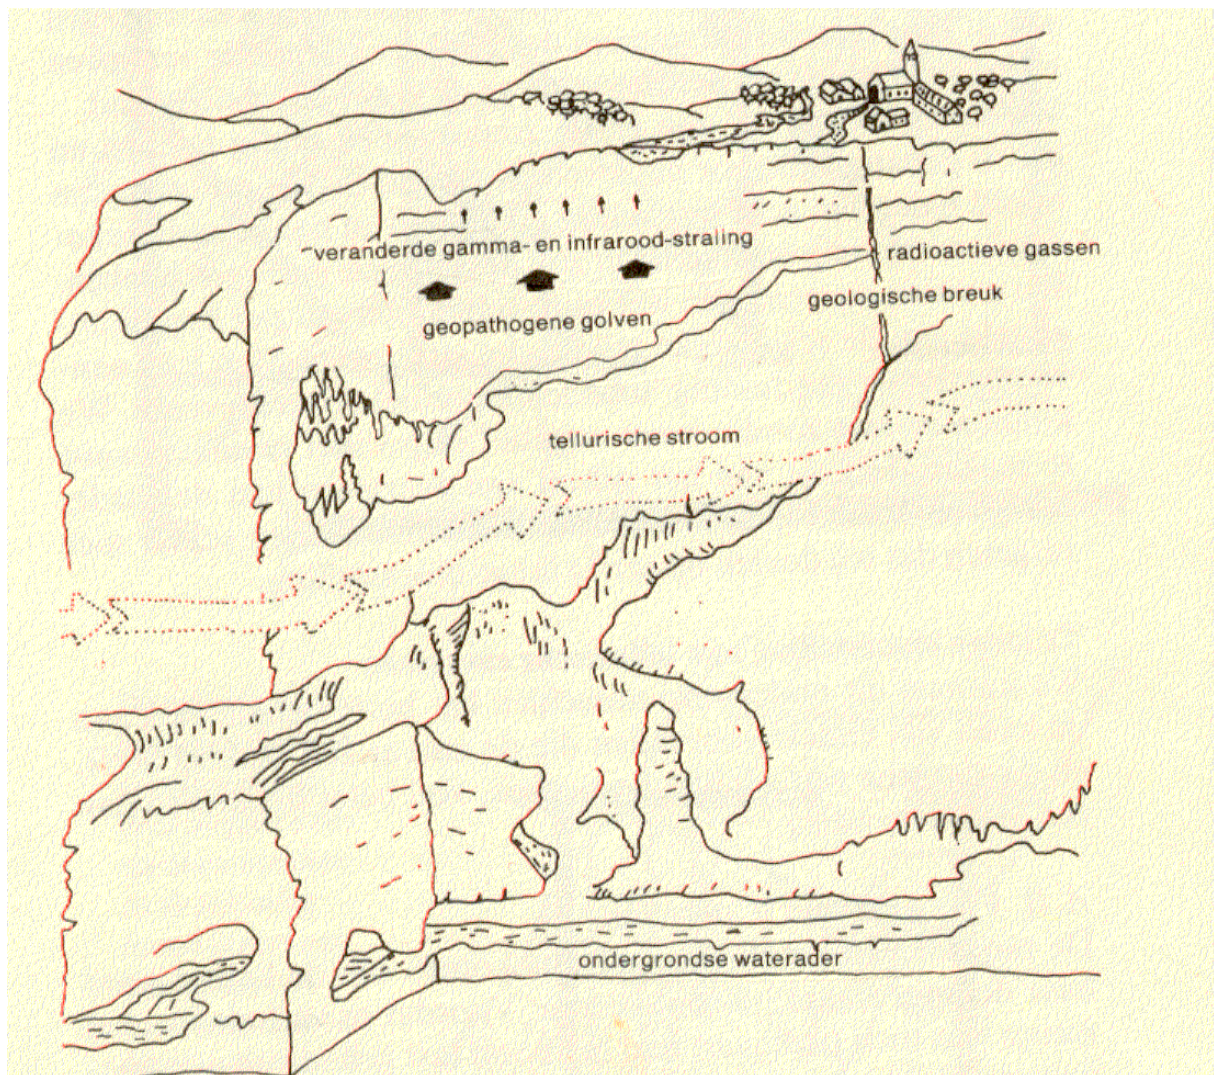 veranderde gamma- en infrarood-straling
radioactieve gassen
geologische breuk
geopathogene golven
tellurische stroom
ondergrondse waterader